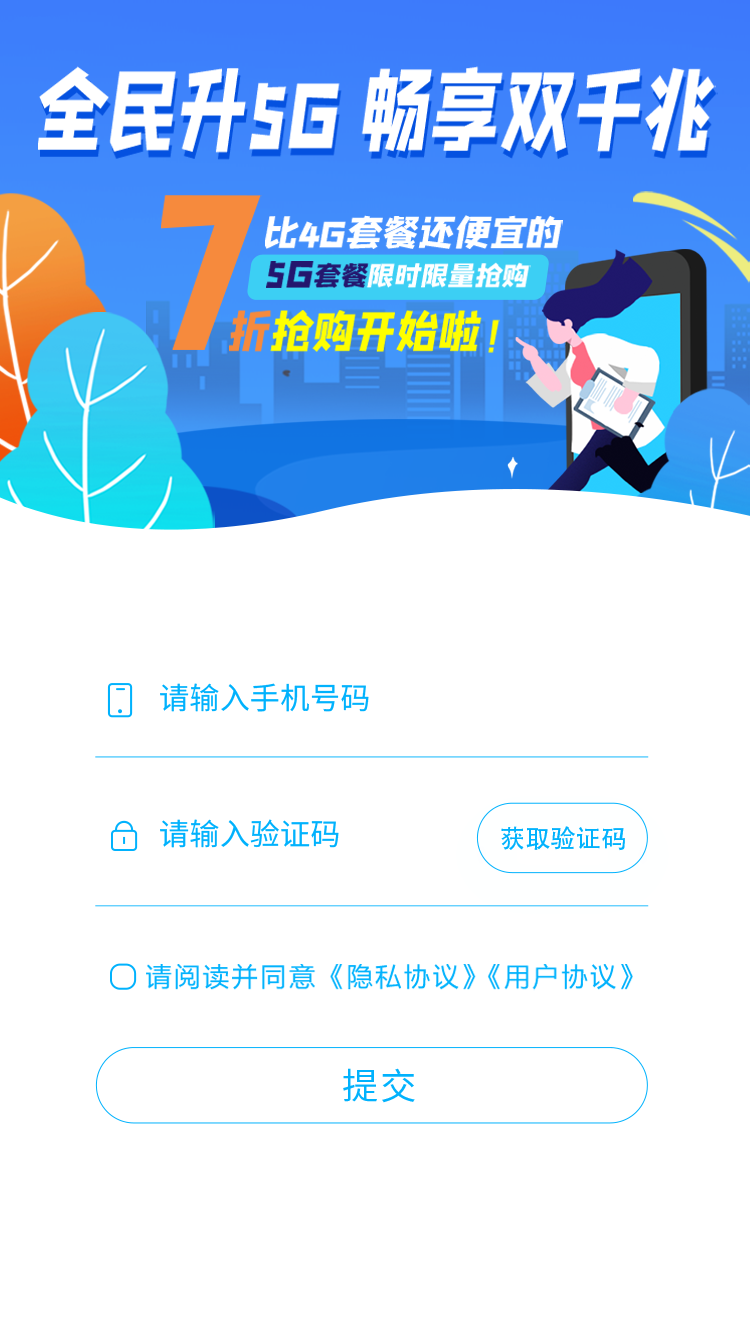 全民升5G 畅享双千兆
比4G套餐还便宜的
5G套餐限时限量抢购
7折抢购开始啦！
请输入手机号码
请输入验证码
获取验证码
请阅读并同意《隐私协议》《用户协议》
提交